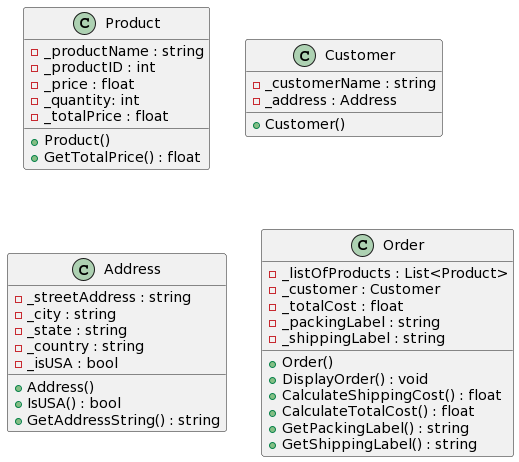 C Product
_productName : string
_productID : int
_price : float
_quantity: int
_totalPrice : float
Product()
GetTotalPrice() : float
C Customer
_customerName : string
_address : Address
Customer()
C Address
_streetAddress : string
_city : string
_state : string
_country : string
_isUSA : bool
Address()
IsUSA() : bool
GetAddressString() : string
C Order
_listOfProducts : List<Product>
_customer : Customer
_totalCost : float
_packingLabel : string
_shippingLabel : string
Order()
DisplayOrder() : void
CalculateShippingCost() : float
CalculateTotalCost() : float
GetPackingLabel() : string
GetShippingLabel() : string